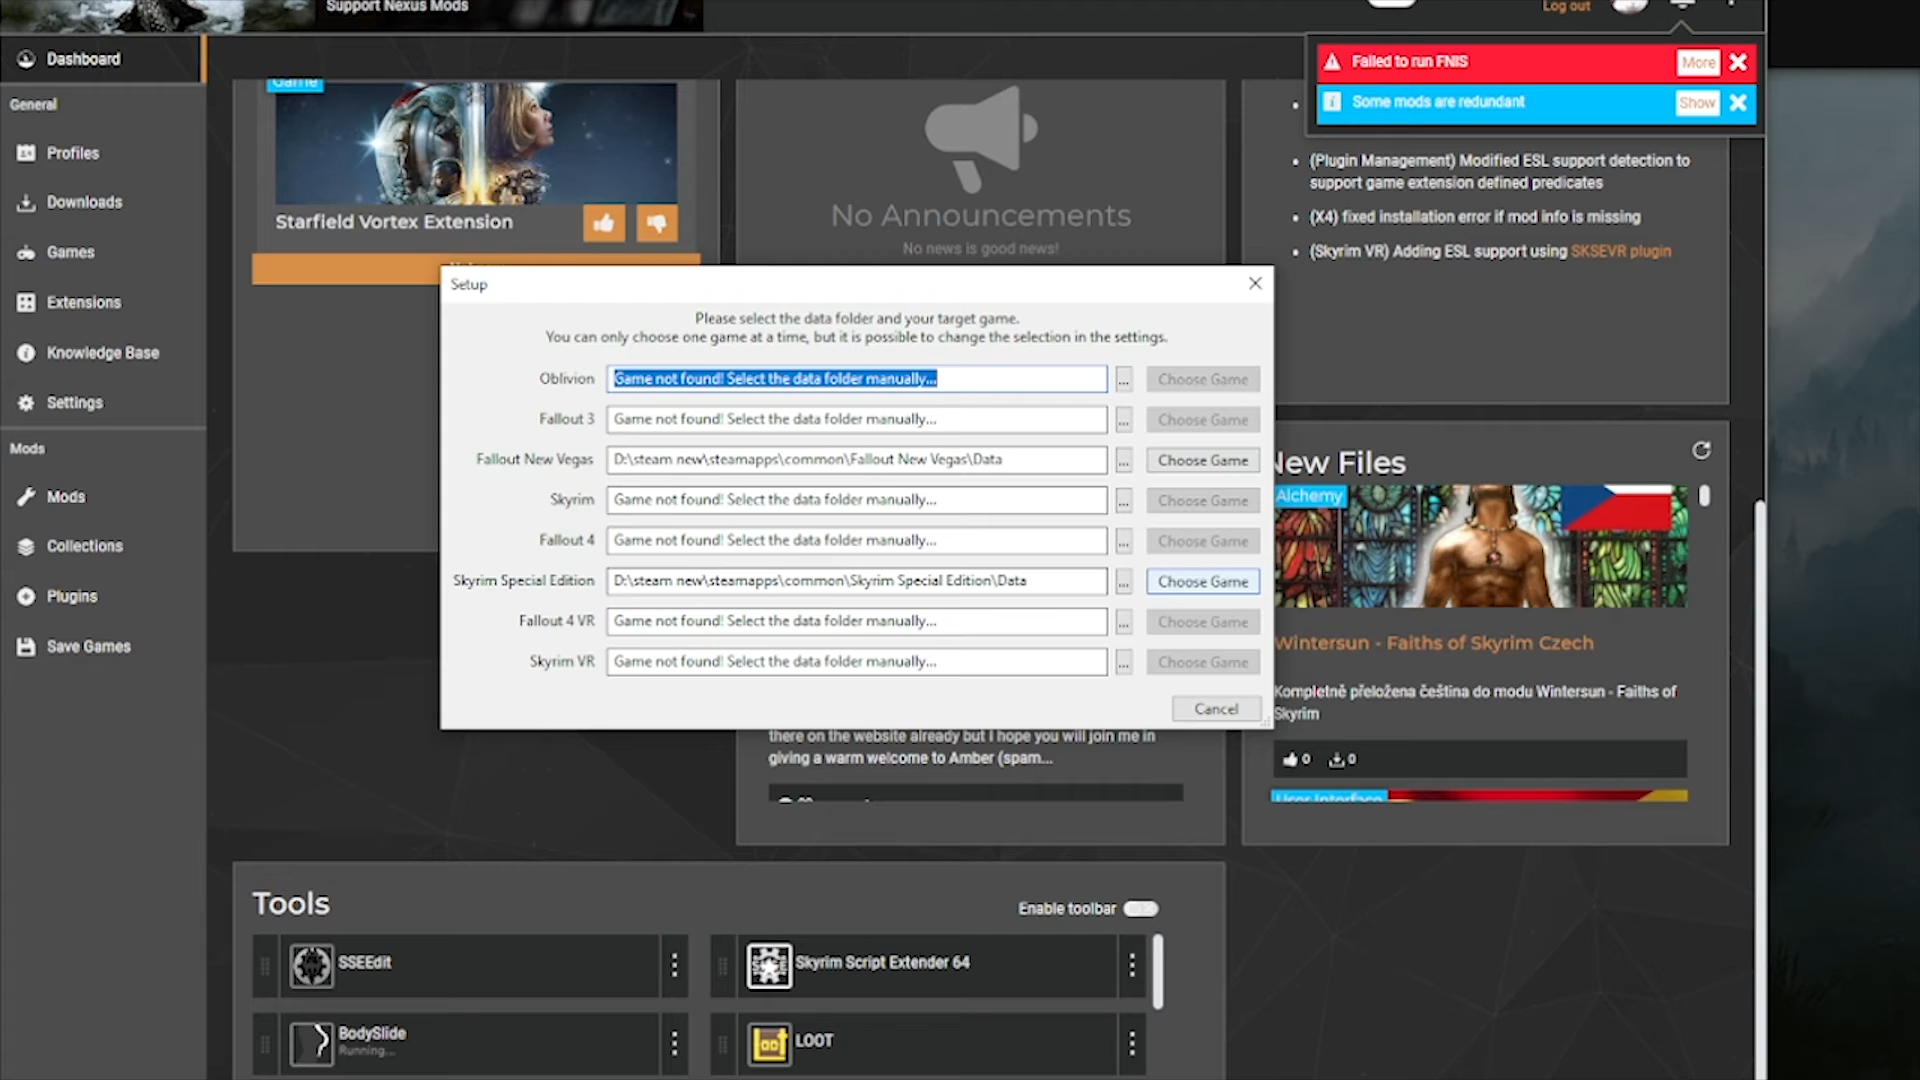 Support Nexus Mods
Log out
Dashboard
General
Profiles
Downloads
Games
Extensions
Knowledge Base
Settings
Mods
Mods
Collections
Plugins
Save Games
Failed to run FNIS
More
Some mods are redundant
Show
Game
Starfield Vortex Extension
No Announcements
No news is good news!
(Plugin Management) Modified ESL support detection to
support game extension defined predicates
(X4) fixed installation error if mod info is missing
(Skyrim VR) Adding ESL support using SKSEVR plugin
Setup
Please select the data folder and your target game.
You can only choose one game at a time, but it is possible to change the selection in the settings.
Oblivion Game not found! Select the data folder manually... ... Choose Game
Fallout 3 Game not found! Select the data folder manually... ... Choose Game
Fallout New Vegas D:\steam new\steamapps\common\Fallout New Vegas\Data ... Choose Game
Skyrim Game not found! Select the data folder manually... ... Choose Game
Fallout 4 Game not found! Select the data folder manually... ... Choose Game
Skyrim Special Edition D:\steam new\steamapps\common\Skyrim Special Edition\Data ... Choose Game
Fallout 4 VR Game not found! Select the data folder manually... ... Choose Game
Skyrim VR Game not found! Select the data folder manually... ... Choose Game
Cancel
there on the website already but I hope you will join me in
giving a warm welcome to Amber (spam...
New Files
Alchemy
Wintersun - Faiths of Skyrim Czech
Kompletně přeložena čeština do modu Wintersun - Faiths of
Skyrim
0 0
User Interface
Tools
Enable toolbar
SSEEdit
Skyrim Script Extender 64
BodySlide
Running...
LOOT